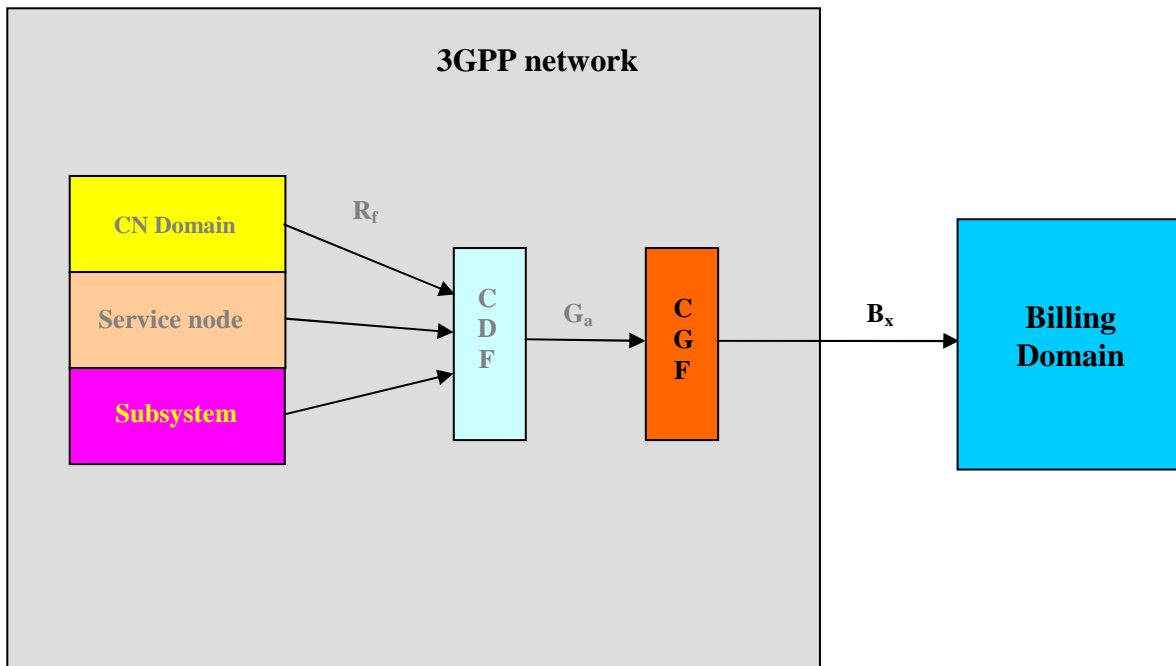 3GPP network
CN Domain
Service node
Subsystem
Rf
C
D
F
Ga
C
G
F
Bx
Billing
Domain